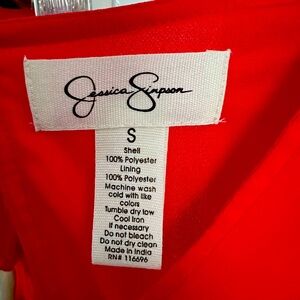 Jessica Simpson
S
Shell
100% Polyester
Lining
100% Polyester
Machine wash
cold with like
colors
Tumble dry low
Cool Iron
if necessary
Do not bleach
Do not dry clean
Made in India
RN# 116696